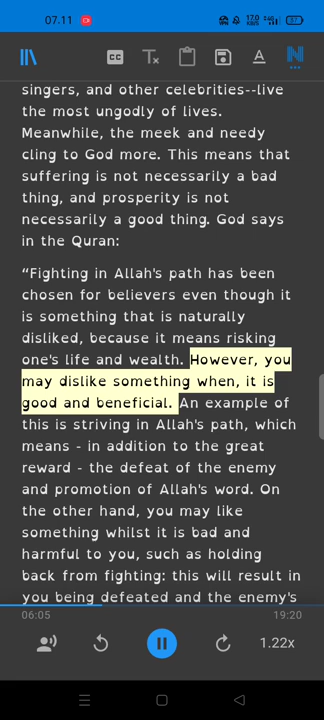 07.11
17.0
KB/S
37
CC
A
N
singers, and other celebrities--live
the most ungodly of lives.
Meanwhile, the meek and needy
cling to God more. This means that
suffering is not necessarily a bad
thing, and prosperity is not
necessarily a good thing. God says
in the Quran:
“Fighting in Allah's path has been
chosen for believers even though it
is something that is naturally
disliked, because it means risking
one's life and wealth. However, you
may dislike something when, it is
good and beneficial. An example of
this is striving in Allah's path, which
means - in addition to the great
reward - the defeat of the enemy
and promotion of Allah's word. On
the other hand, you may like
something whilst it is bad and
harmful to you, such as holding
back from fighting: this will result in
you being defeated and the enemy's
06:05
19:20
1.22x